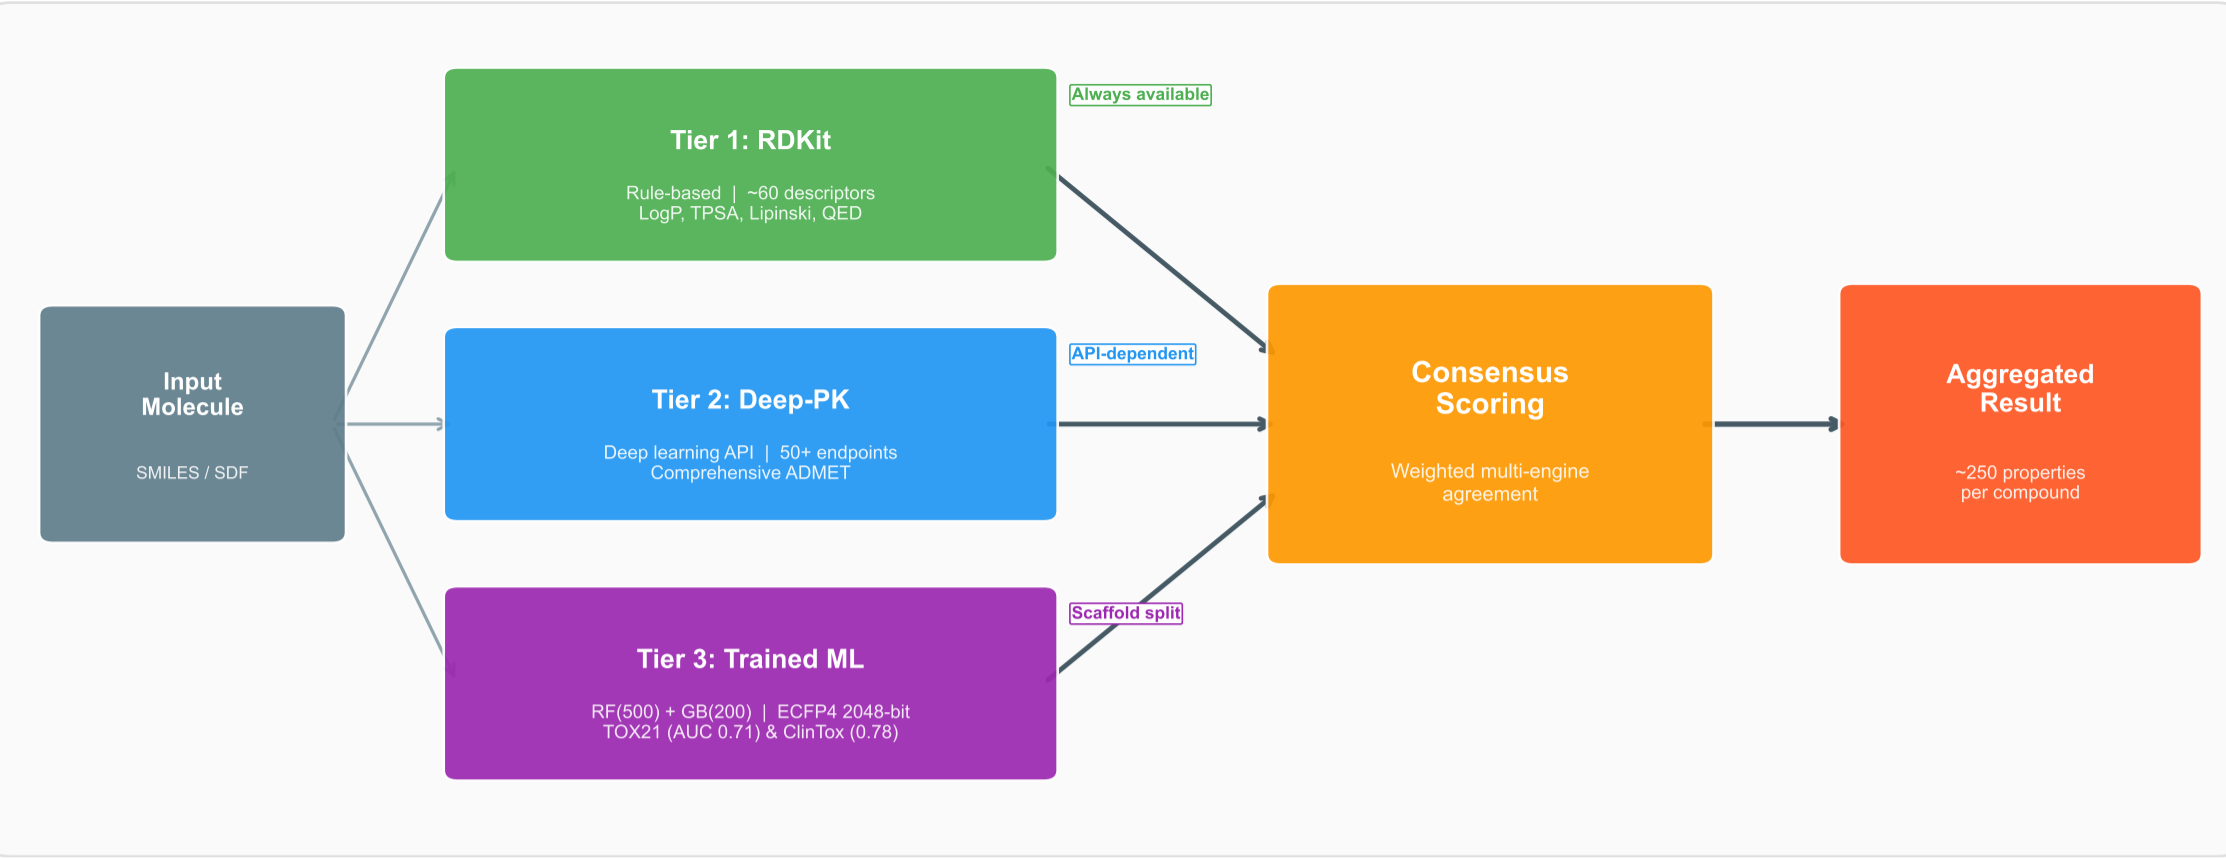 Input
Molecule
SMILES / SDF
Tier 1: RDKit
Rule-based | ~60 descriptors
LogP, TPSA, Lipinski, QED
Always available
Tier 2: Deep-PK
Deep learning API | 50+ endpoints
Comprehensive ADMET
API-dependent
Tier 3: Trained ML
RF(500) + GB(200) | ECFP4 2048-bit
TOX21 (AUC 0.71) & ClinTox (0.78)
Scaffold split
Consensus
Scoring
Weighted multi-engine
agreement
Aggregated
Result
~250 properties
per compound